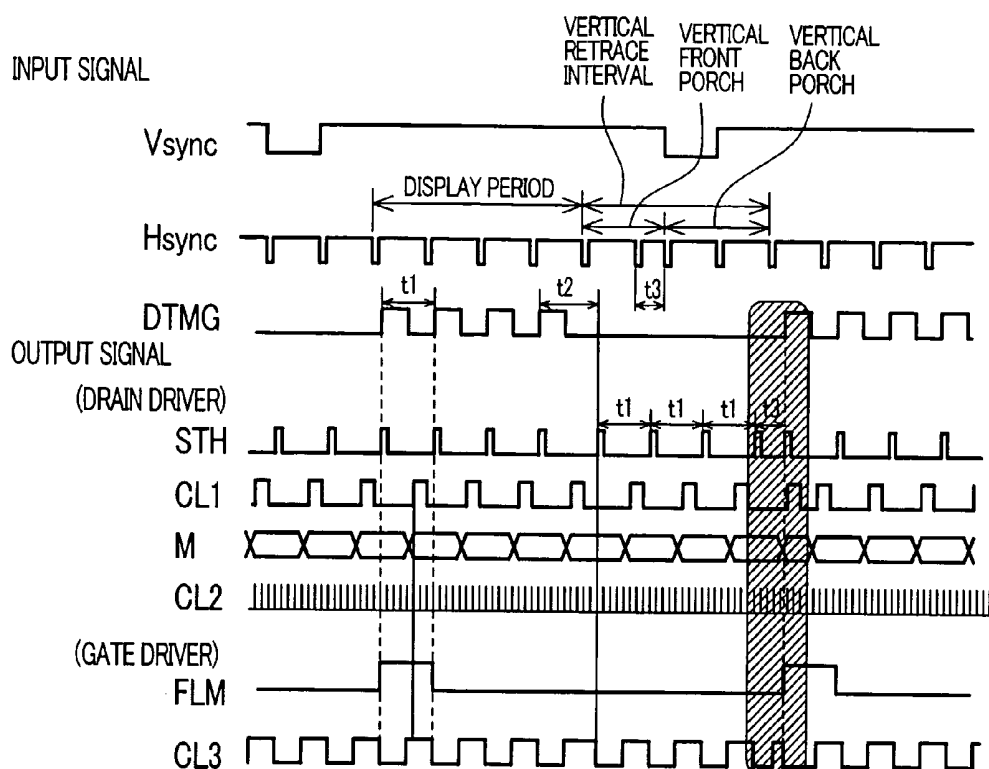 VERTICAL RETRACE INTERVAL
VERTICAL FRONT PORCH
VERTICAL BACK PORCH
INPUT SIGNAL
Vsync
DISPLAY PERIOD
Hsync
t1
t2
t3
DTMG
OUTPUT SIGNAL
(DRAIN DRIVER)
t1
t1
t1
t3
STH
CL1
M
CL2
(GATE DRIVER)
FLM
CL3